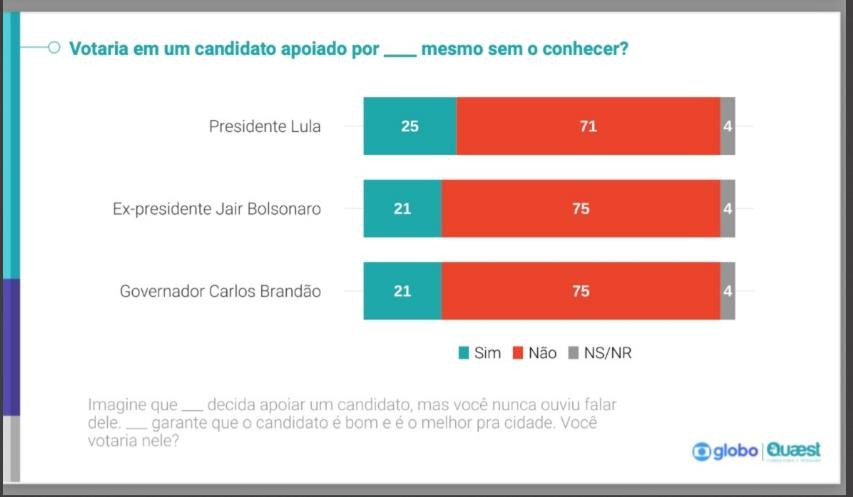 Votaria em um candidato apoiado por ____ mesmo sem o conhecer?
Presidente Lula 25 71 4
Ex-presidente Jair Bolsonaro 21 75 4
Governador Carlos Brandão 21 75 4
Sim Não NS/NR
Imagine que ___ decida apoiar um candidato, mas você nunca ouviu falar
dele. ___ garante que o candidato é bom e é o melhor pra cidade. Você
votaria nele?
globo Quæst